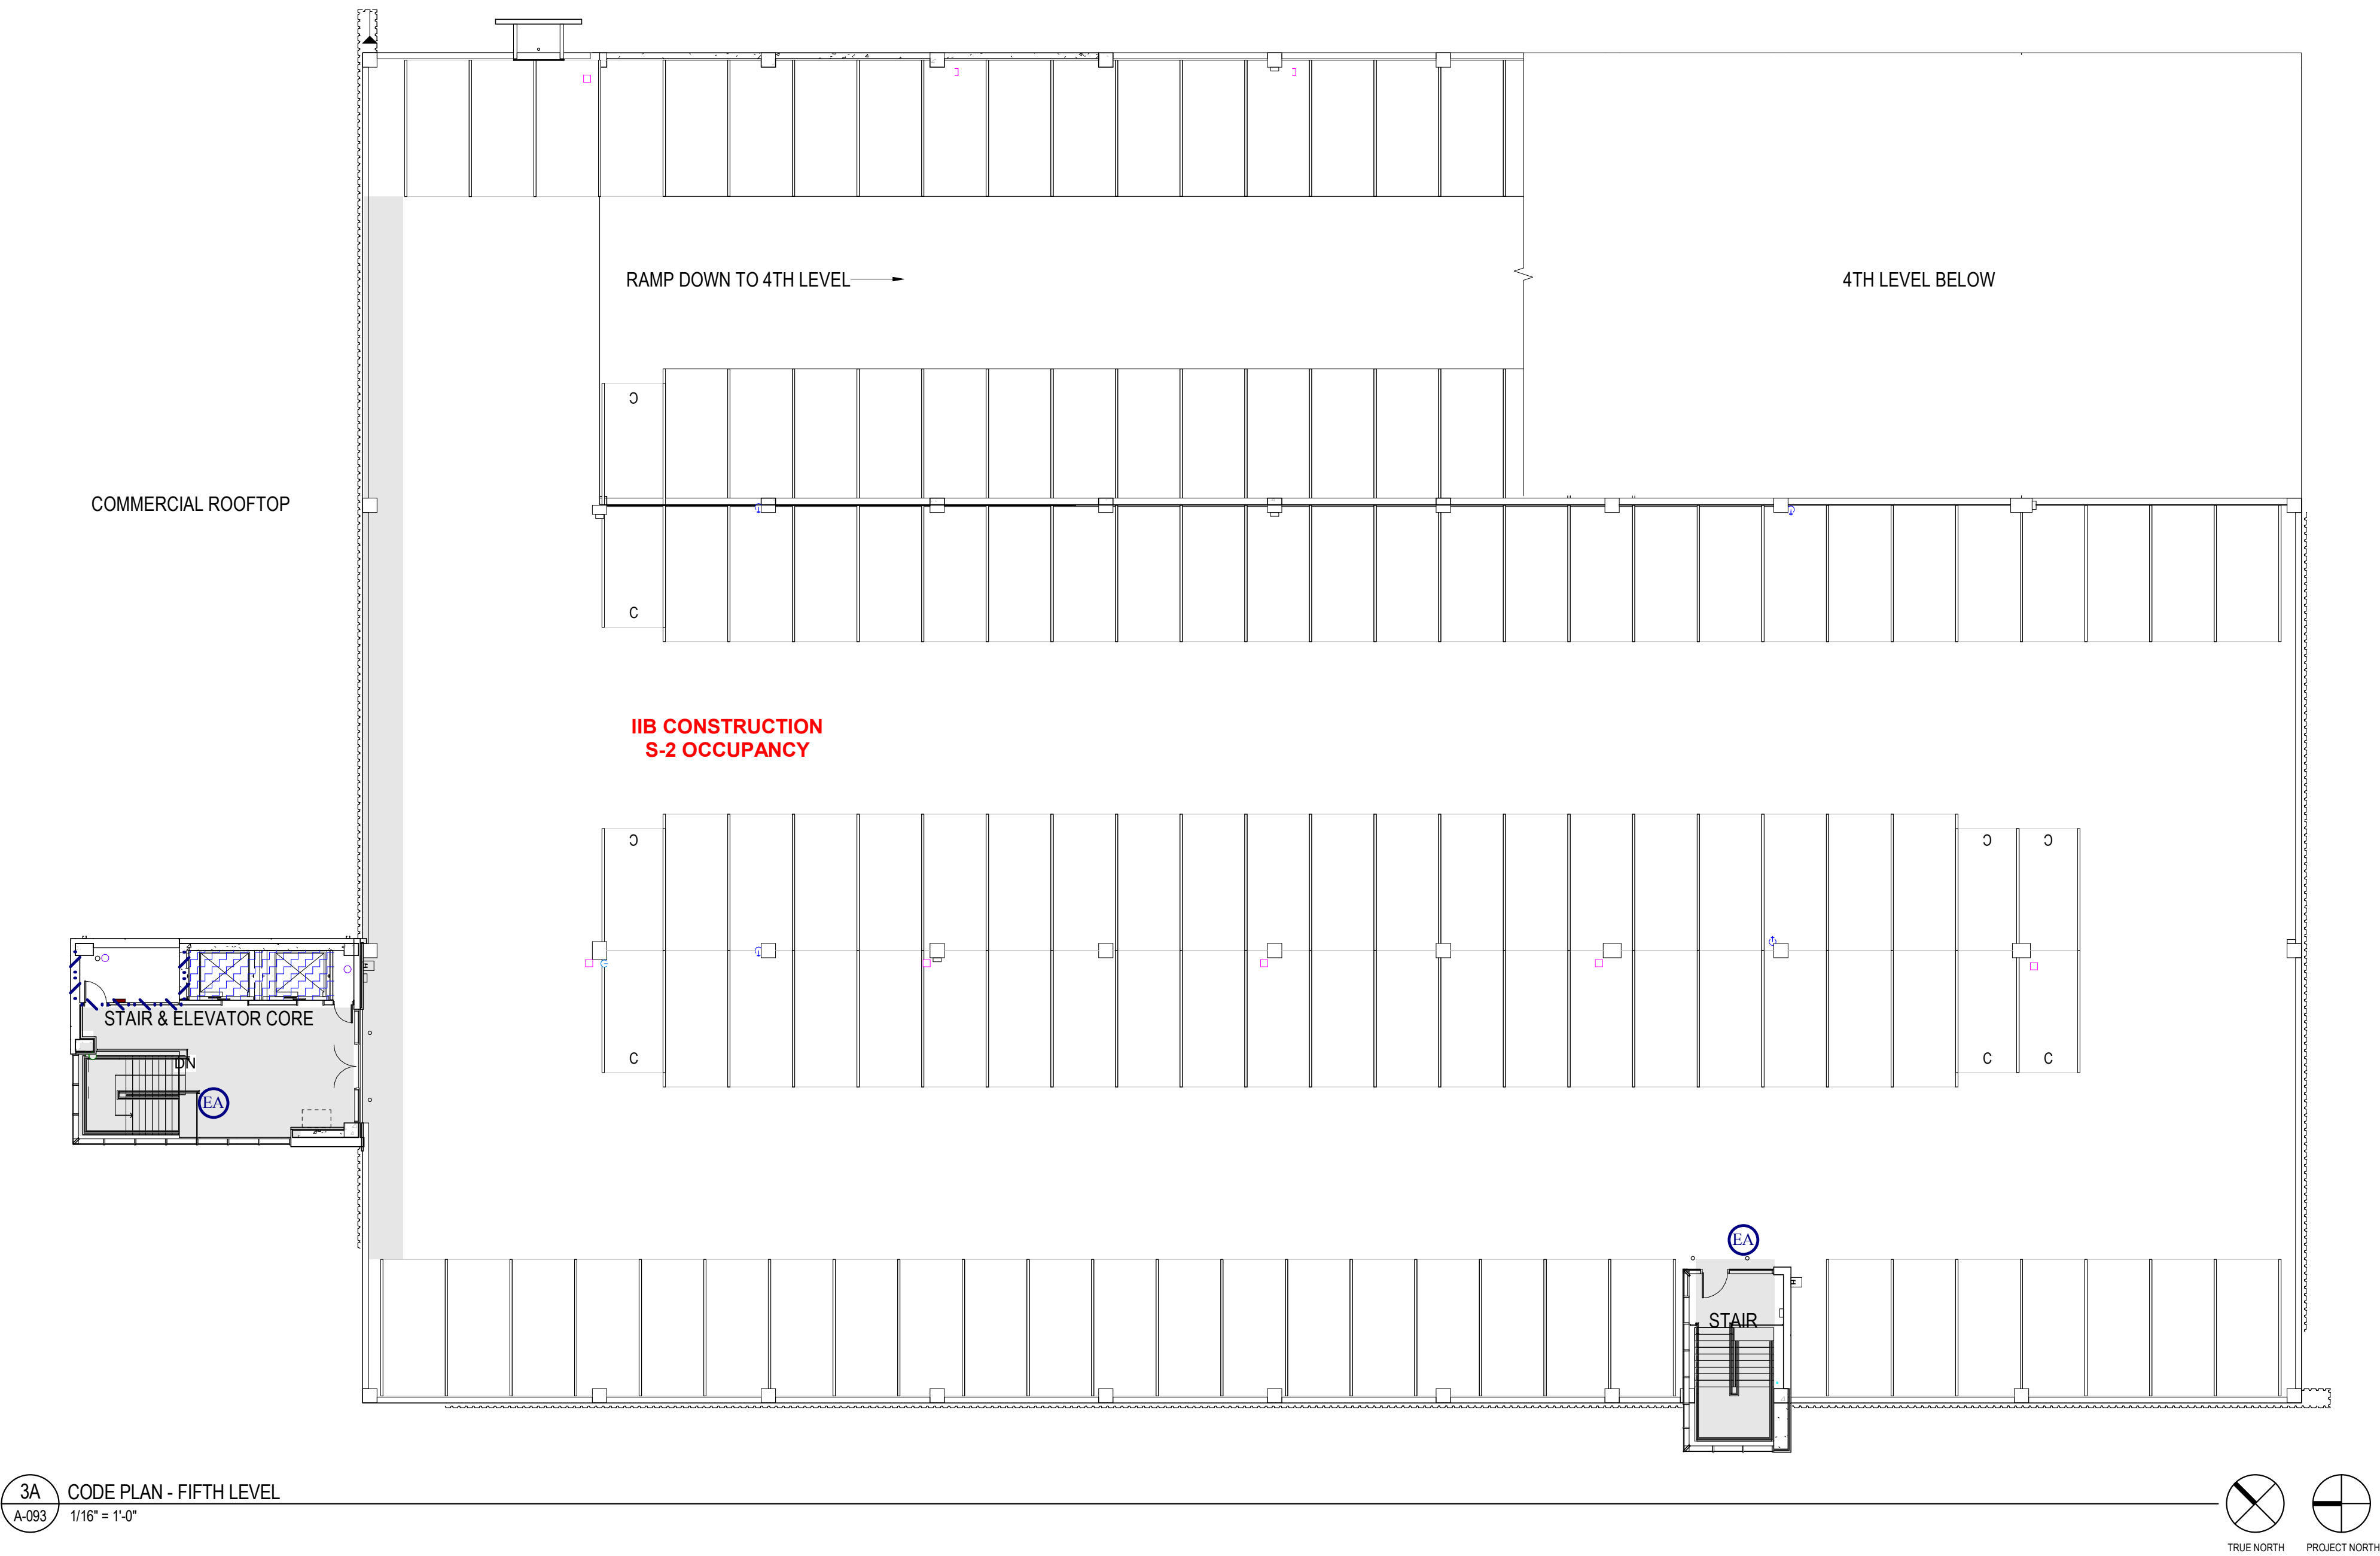 RAMP DOWN TO 4TH LEVEL
4TH LEVEL BELOW
C
COMMERCIAL ROOFTOP
C
IIB CONSTRUCTION
S-2 OCCUPANCY
C
C
C
STAIR & ELEVATOR CORE
DN
C
C
C
EA
EA
STAIR
3A
CODE PLAN - FIFTH LEVEL
A-093
1/16" = 1'-0"
TRUE NORTH
PROJECT NORTH